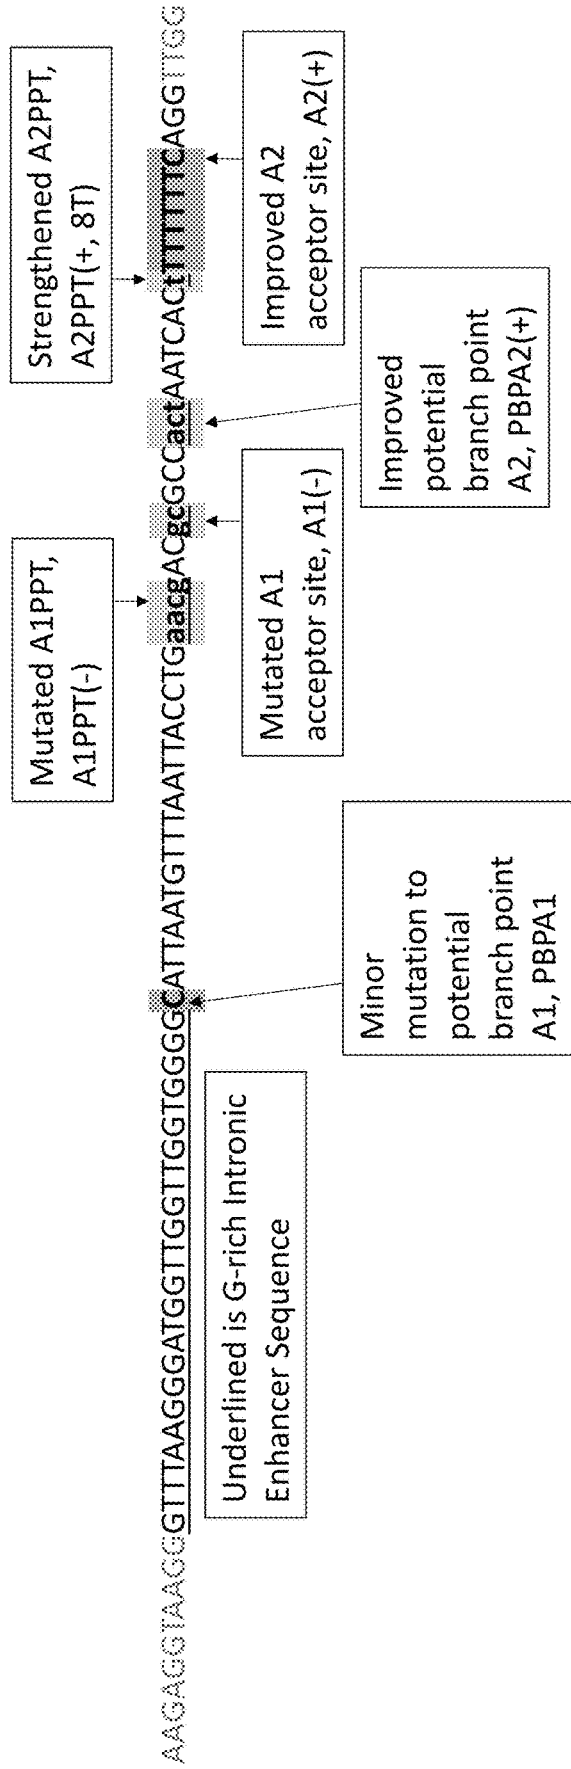 Mutated A1PPT,
A1PPT(-)
Strengthened A2PPT,
A2PPT(+, 8T)
AAGAGGTAAGGGTTTAAGGGATGGTTGGTTGGTGGGGCATTAATGTTTAATTACCTGaacgACgcGCCactAATCACtTTTTTTTCAGGTTGG
Underlined is G-rich Intronic
Enhancer Sequence
Minor
mutation to
potential
branch point
A1, PBPA1
Mutated A1
acceptor site, A1(-)
Improved
potential
branch point
A2, PBPA2(+)
Improved A2
acceptor site, A2(+)